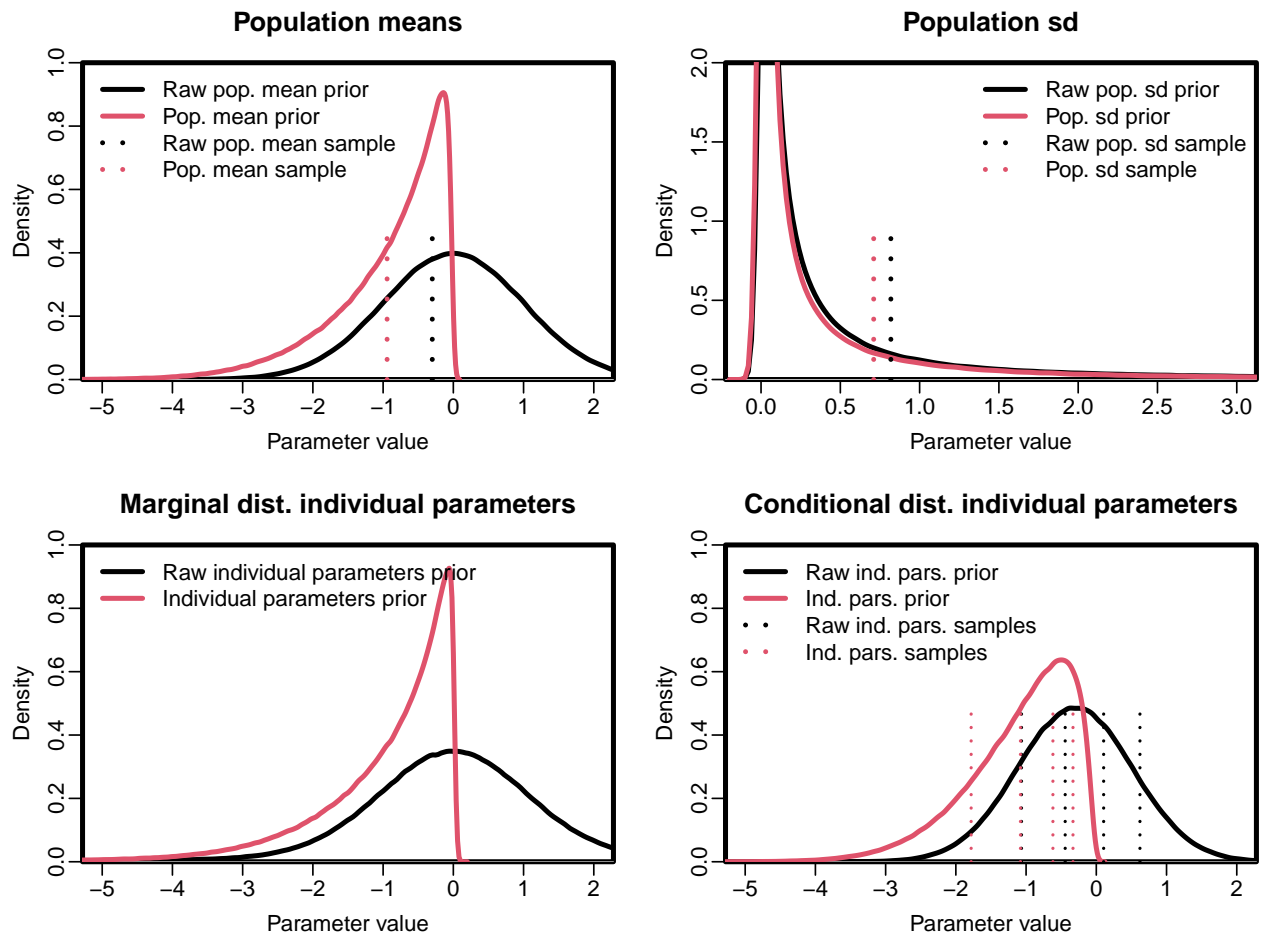 Population means
1.0
0.8
0.6
0.4
0.2
0.0
Density
Raw pop. mean prior
Pop. mean prior
Raw pop. mean sample
Pop. mean sample
−5 −4 −3 −2 −1 0 1 2
Parameter value
Population sd
2.0
1.5
1.0
0.5
0.0
Density
Raw pop. sd prior
Pop. sd prior
Raw pop. sd sample
Pop. sd sample
0.0 0.5 1.0 1.5 2.0 2.5 3.0
Parameter value
Marginal dist. individual parameters
1.0
0.8
0.6
0.4
0.2
0.0
Density
Raw individual parameters prior
Individual parameters prior
−5 −4 −3 −2 −1 0 1 2
Parameter value
Conditional dist. individual parameters
1.0
0.8
0.6
0.4
0.2
0.0
Density
Raw ind. pars. prior
Ind. pars. prior
Raw ind. pars. samples
Ind. pars. samples
−5 −4 −3 −2 −1 0 1 2
Parameter value